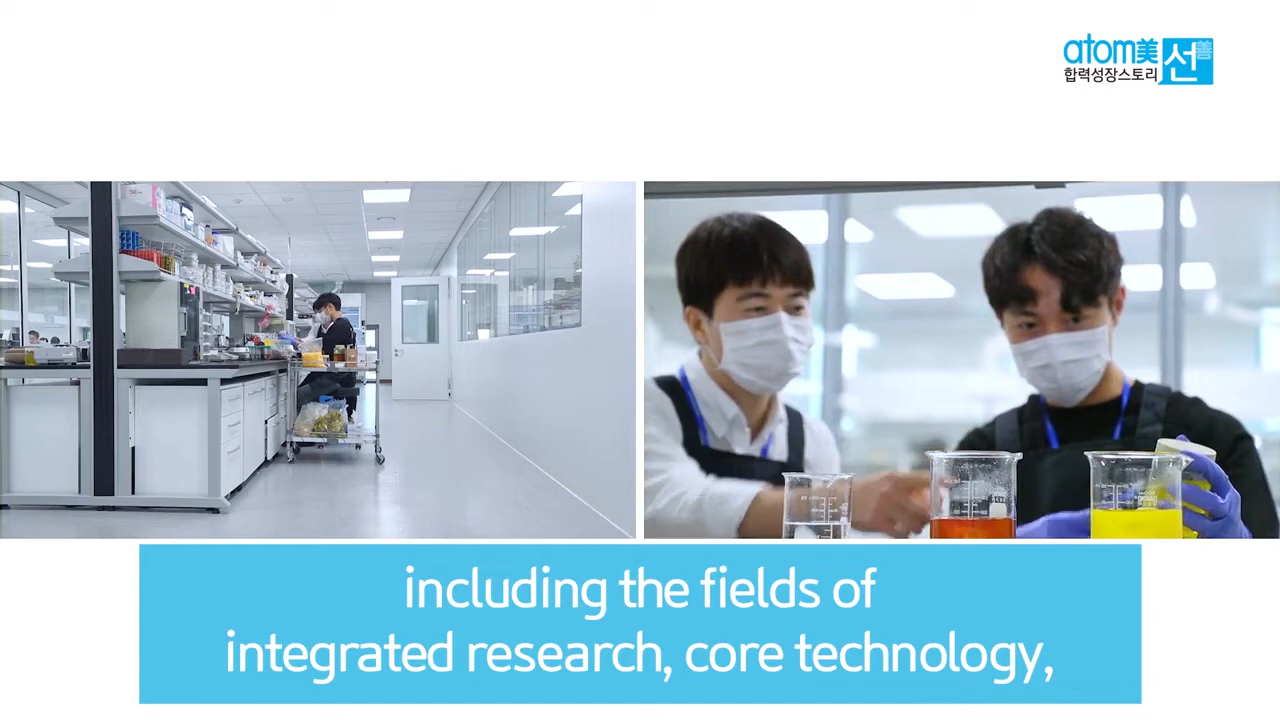 atom美
합력성장스토리
선善
including the fields of
integrated research, core technology,